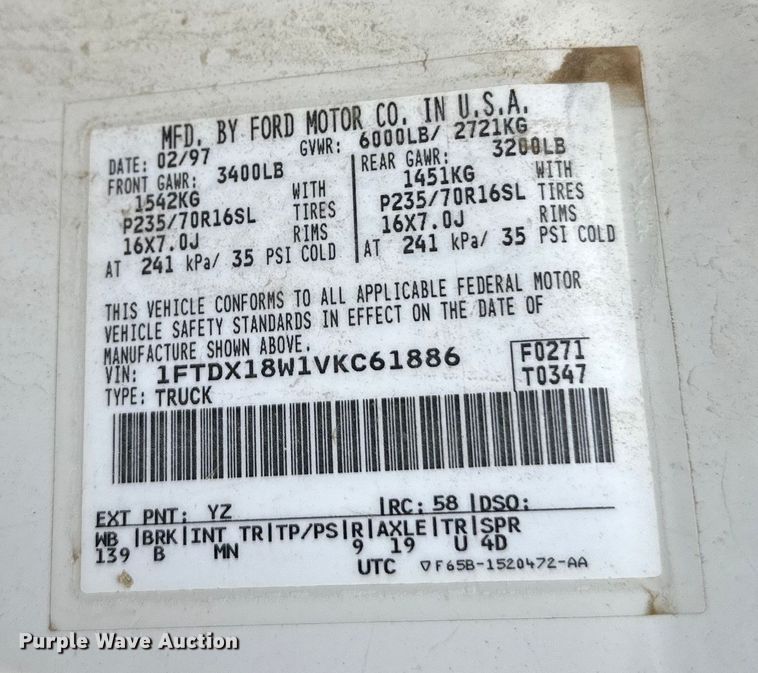 MFD. BY FORD MOTOR CO. IN U.S.A.
DATE: 02/97 GVWR: 6000LB/ 2721KG
FRONT GAWR: 3400LB REAR GAWR: 3200LB
1542KG WITH 1451KG WITH
P235/70R16SL TIRES P235/70R16SL TIRES
16X7.0J RIMS 16X7.0J RIMS
AT 241 kPa/ 35 PSI COLD AT 241 kPa/ 35 PSI COLD
THIS VEHICLE CONFORMS TO ALL APPLICABLE FEDERAL MOTOR
VEHICLE SAFETY STANDARDS IN EFFECT ON THE DATE OF
MANUFACTURE SHOWN ABOVE.
VIN: 1FTDX18W1VKC61886 F0271
TYPE: TRUCK T0347
EXT PNT: YZ RC: 58 DSO:
WB BRK INT TR TP/PS R AXLE TR SPR
139 B MN 9 19 U 4D
UTC ▽F65B-1520472-AA
Purple Wave Auction